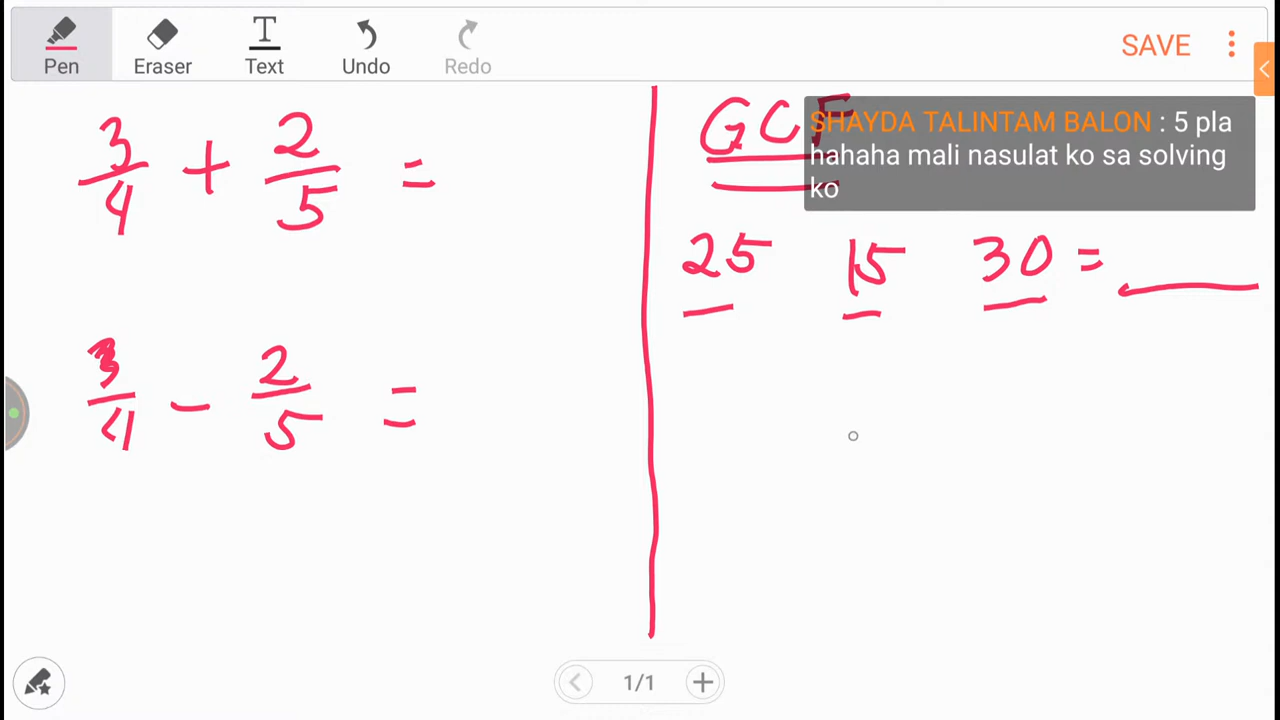 Pen Eraser Text Undo Redo SAVE
3/4 + 2/5 =
3/4 - 2/5 =
GCF
SHAYDA TALINTAM BALON : 5 pla
hahaha mali nasulat ko sa solving
ko
25 15 30 = ____
1/1